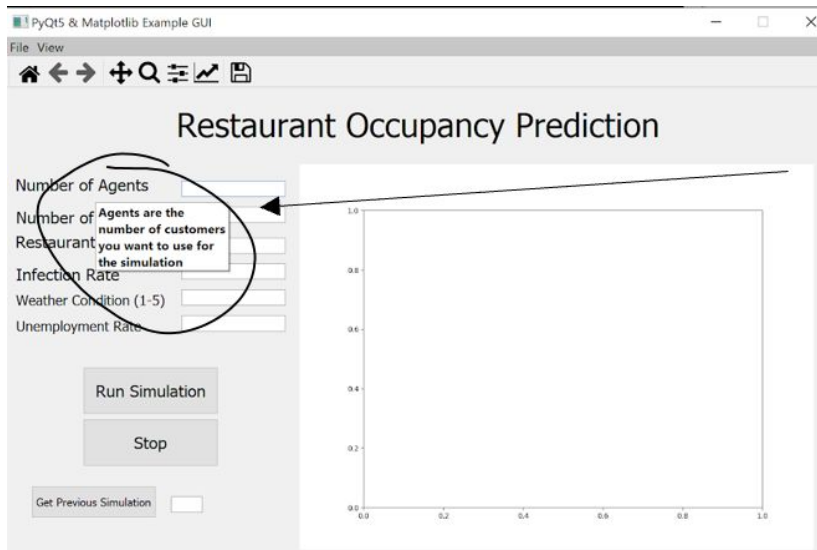 PyQt5 & Matplotlib Example GUI
File View
Restaurant Occupancy Prediction
Number of Agents
Number of
Agents are the
number of customers
you want to use for
the simulation
Restaurant
Infection Rate
Weather Condition (1-5)
Unemployment Rate
Run Simulation
Stop
Get Previous Simulation
1.0
0.8
0.6
0.4
0.2
0.0
0.0 0.2 0.4 0.6 0.8 1.0